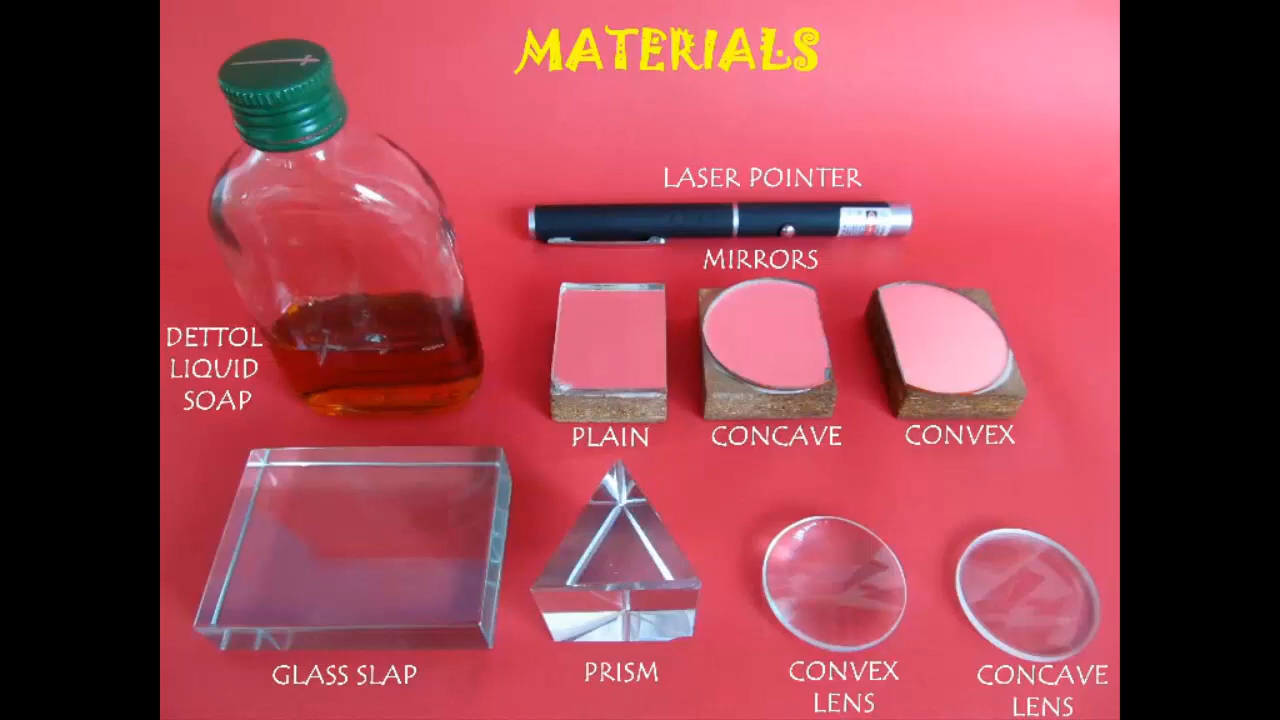 MATERIALS
LASER POINTER
MIRRORS
DETTOL
LIQUID
SOAP
PLAIN
CONCAVE
CONVEX
GLASS SLAP
PRISM
CONVEX
LENS
CONCAVE
LENS